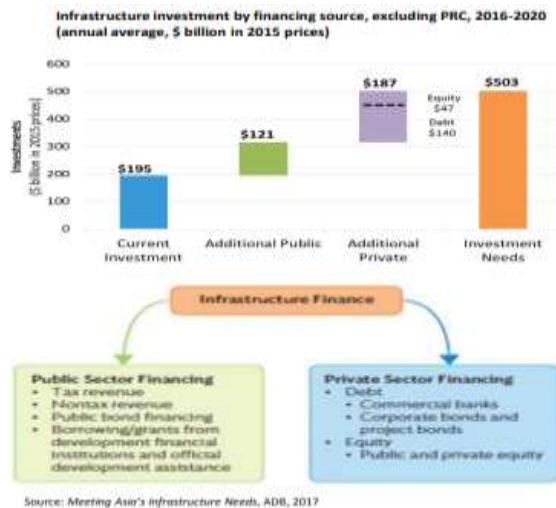 Infrastructure investment by financing source, excluding PRC, 2016-2020
(annual average, $ billion in 2015 prices)
Investments
($ billion in 2015 prices)
600
500
400
300
200
100
0
$195
$121
$187
Equity
$47
Debt
$140
$503
Current
Investment
Additional Public
Additional
Private
Investment
Needs
Infrastructure Finance
Public Sector Financing
• Tax revenue
• Nontax revenue
• Public bond financing
• Borrowing/grants from
development financial
institutions and official
development assistance
Private Sector Financing
• Debt
• Commercial banks
• Corporate bonds and
project bonds
• Equity
• Public and private equity
Source: Meeting Asia's Infrastructure Needs, ADB, 2017